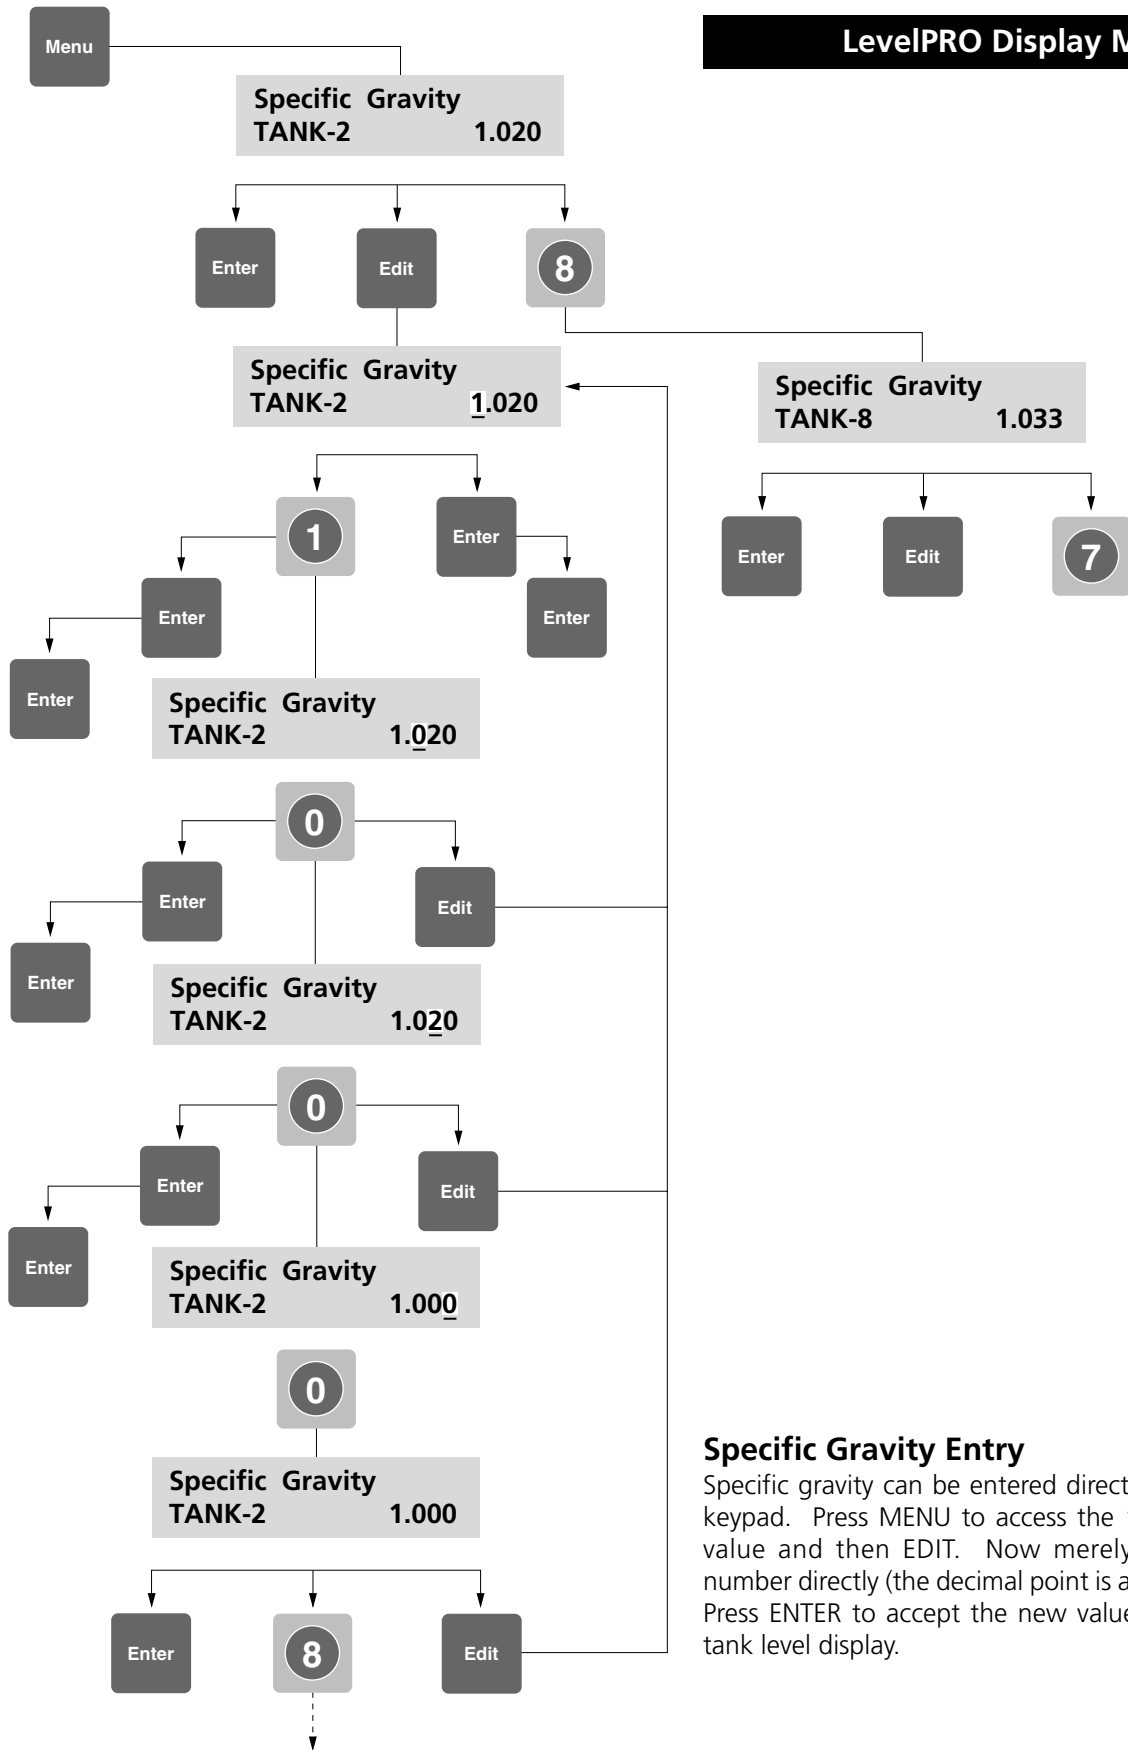 Menu
LevelPRO Display M
Specific Gravity
TANK-2 1.020
Enter
Edit
8
Specific Gravity
TANK-2 1.020
Specific Gravity
TANK-8 1.033
1
Enter
Enter
Edit
7
Enter
Enter
Enter
Specific Gravity
TANK-2 1.020
0
Enter
Edit
Enter
Specific Gravity
TANK-2 1.020
0
Enter
Edit
Enter
Specific Gravity
TANK-2 1.000
0
Specific Gravity
TANK-2 1.000
Enter
8
Edit
Specific Gravity Entry
Specific gravity can be entered direct
keypad. Press MENU to access the
value and then EDIT. Now merely
number directly (the decimal point is a
Press ENTER to accept the new value
tank level display.